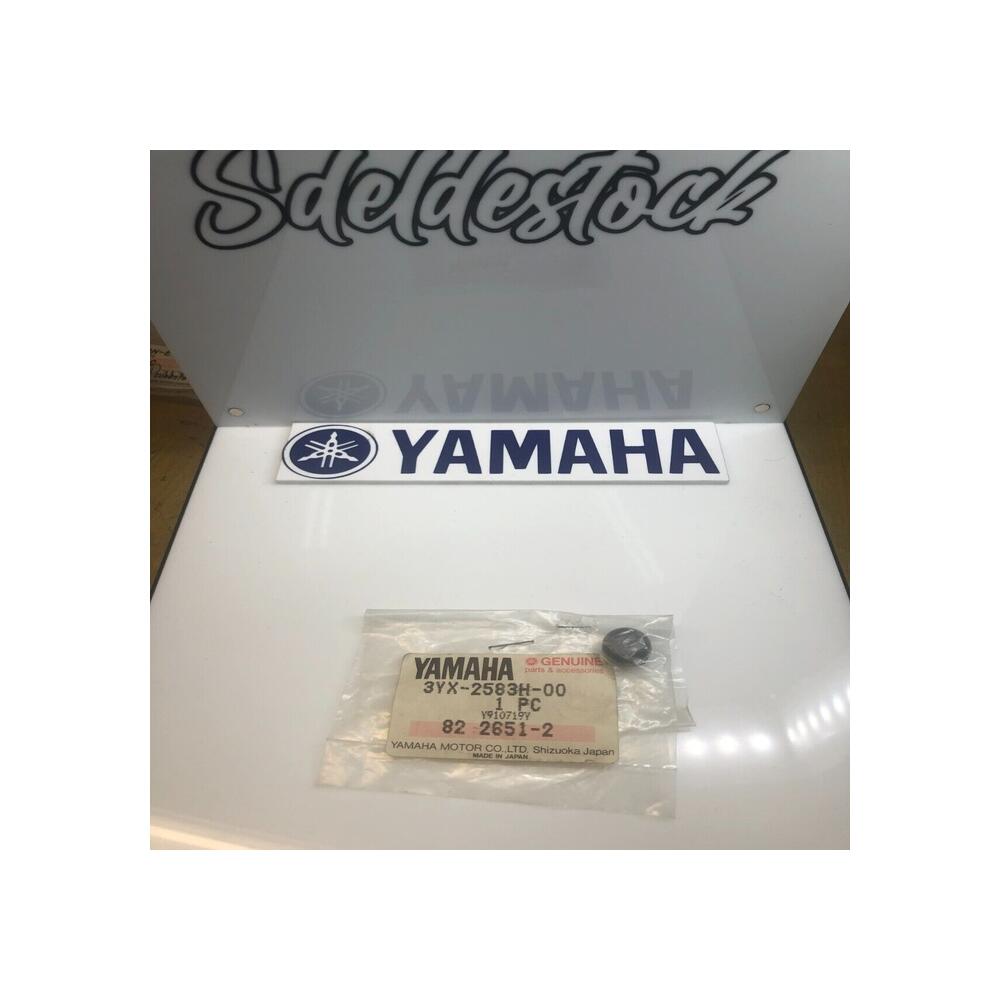 Sdeldestock
YAMAHA
YAMAHA
GENUINE
parts & accessories
3YX-2583H-00
1 PC
Y910719Y
82 2651-2
YAMAHA MOTOR CO.,LTD. Shizuoka Japan
MADE IN JAPAN